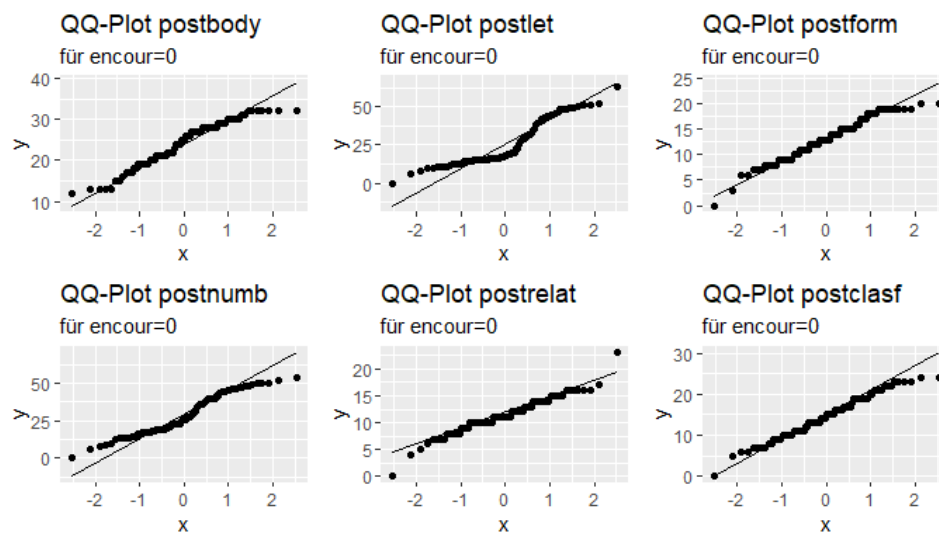 QQ-Plot postbody
für encour=0
40
30
20
10
y
-2 -1 0 1 2
x
QQ-Plot postlet
für encour=0
50
25
0
y
-2 -1 0 1 2
x
QQ-Plot postform
für encour=0
25
20
15
10
5
0
y
-2 -1 0 1 2
x
QQ-Plot postnumb
für encour=0
50
25
0
y
-2 -1 0 1 2
x
QQ-Plot postrelat
für encour=0
20
15
10
5
0
y
-2 -1 0 1 2
x
QQ-Plot postclasf
für encour=0
30
20
10
0
y
-2 -1 0 1 2
x